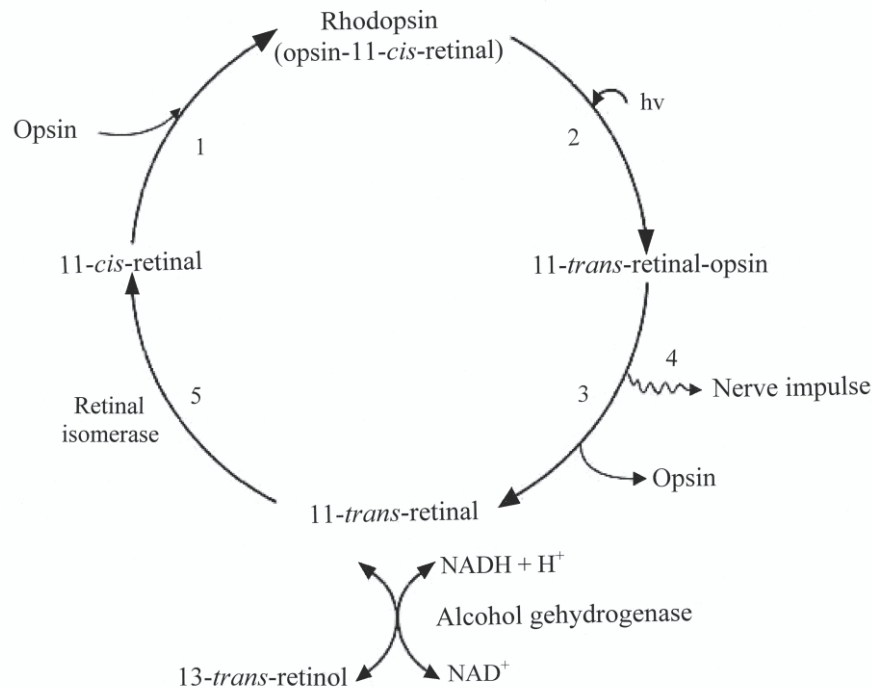 Rhodopsin
(opsin-11-cis-retinal)
hv
Opsin
1
2
11-cis-retinal
11-trans-retinal-opsin
4
Nerve impulse
3
5
Retinal
isomerase
Opsin
11-trans-retinal
NADH + H⁺
Alcohol gehydrogenase
13-trans-retinol
NAD⁺